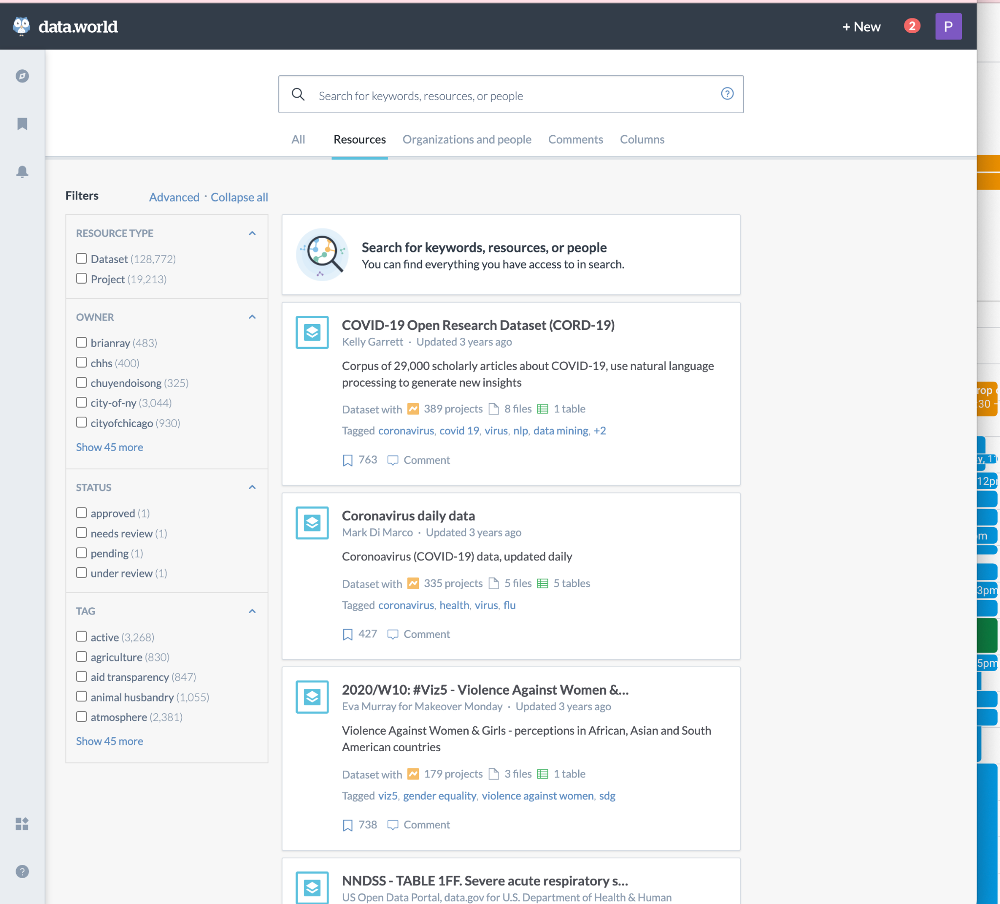 data.world
+ New
2
P
Search for keywords, resources, or people
?
All
Resources
Organizations and people
Comments
Columns
Filters
Advanced · Collapse all
RESOURCE TYPE
Dataset (128,772)
Project (19,213)
OWNER
brianray (483)
chhs (400)
chuyendoisong (325)
city-of-ny (3,044)
cityofchicago (930)
Show 45 more
STATUS
approved (1)
needs review (1)
pending (1)
under review (1)
TAG
active (3,268)
agriculture (830)
aid transparency (847)
animal husbandry (1,055)
atmosphere (2,381)
Show 45 more
?
Search for keywords, resources, or people
You can find everything you have access to in search.
COVID-19 Open Research Dataset (CORD-19)
Kelly Garrett · Updated 3 years ago
Corpus of 29,000 scholarly articles about COVID-19, use natural language
processing to generate new insights
Dataset with 389 projects 8 files 1 table
Tagged coronavirus, covid 19, virus, nlp, data mining, +2
763 Comment
Coronavirus daily data
Mark Di Marco · Updated 3 years ago
Coronoavirus (COVID-19) data, updated daily
Dataset with 335 projects 5 files 5 tables
Tagged coronavirus, health, virus, flu
427 Comment
2020/W10: #Viz5 - Violence Against Women &...
Eva Murray for Makeover Monday · Updated 3 years ago
Violence Against Women & Girls - perceptions in African, Asian and South
American countries
Dataset with 179 projects 3 files 1 table
Tagged viz5, gender equality, violence against women, sdg
738 Comment
NNDSS - TABLE 1FF. Severe acute respiratory s...
US Open Data Portal, data.gov for U.S. Department of Health & Human
:30 -
12p
3pm
5pm